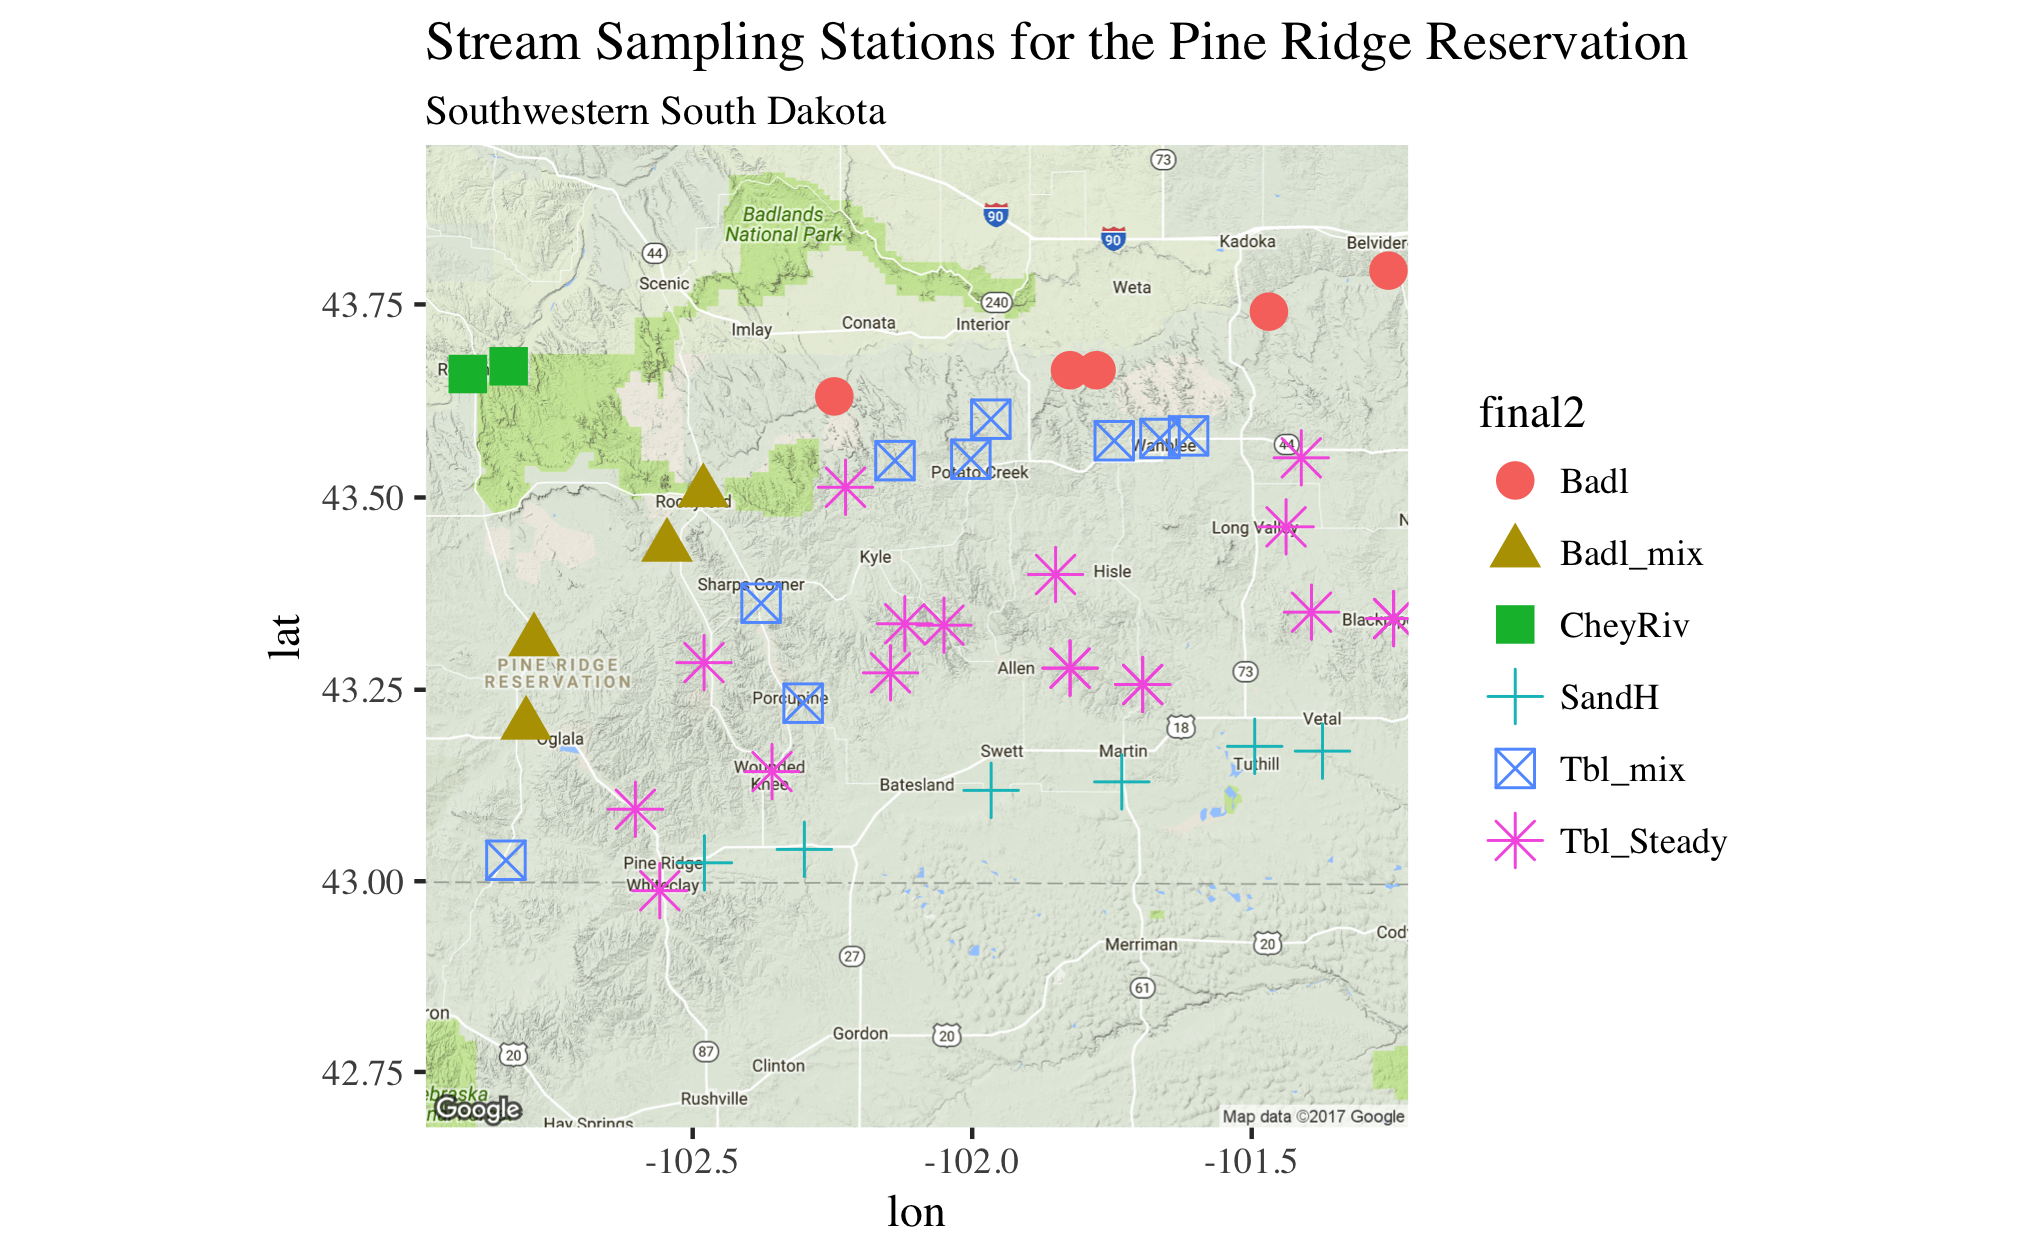 Stream Sampling Stations for the Pine Ridge Reservation
Southwestern South Dakota
73
Badlands
National Park
90
90
44
Kadoka
Belvider
Scenic
Weta
240
43.75
Imlay
Conata
Interior
Wanblee
44
Potato Creek
43.50
Long Valley
N
Kyle
Hisle
Sharps Corner
lat
PINE RIDGE
RESERVATION
Allen
73
43.25
Porcupine
18
Vetal
Oglala
Swett
Martin
Tuthill
Wounded
Knee
Batesland
Pine Ridge
Whiteclay
43.00
Merriman
20
Cody
27
61
ron
Gordon
20
20
87
Clinton
42.75
ebraska
Rushville
Google
Hay Springs
Map data ©2017 Google
-102.5
-102.0
-101.5
lon
final2
Badl
Badl_mix
CheyRiv
SandH
Tbl_mix
Tbl_Steady